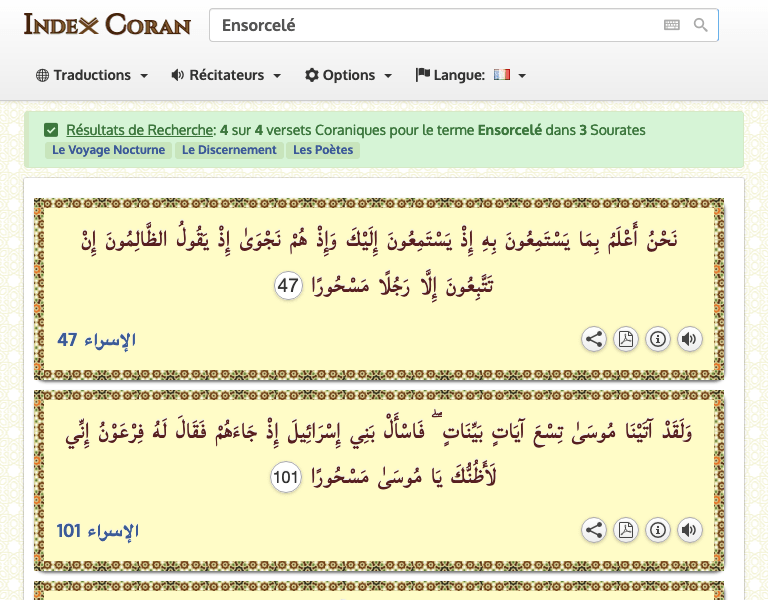 INDEX CORAN
Ensorcelé
Traductions Récitateurs Options Langue:
Résultats de Recherche: 4 sur 4 versets Coraniques pour le terme Ensorcelé dans 3 Sourates
Le Voyage Nocturne Le Discernement Les Poètes
نَحْنُ أَعْلَمُ بِمَا يَسْتَمِعُونَ بِهِ إِذْ يَسْتَمِعُونَ إِلَيْكَ وَإِذْ هُمْ نَجْوَىٰ إِذْ يَقُولُ الظَّالِمُونَ إِنْ
تَتَّبِعُونَ إِلَّا رَجُلًا مَسْحُورًا 47
الإسراء 47
وَلَقَدْ آتَيْنَا مُوسَىٰ تِسْعَ آيَاتٍ بَيِّنَاتٍ ۖ فَاسْأَلْ بَنِي إِسْرَائِيلَ إِذْ جَاءَهُمْ فَقَالَ لَهُ فِرْعَوْنُ إِنِّي
لَأَظُنُّكَ يَا مُوسَىٰ مَسْحُورًا 101
الإسراء 101